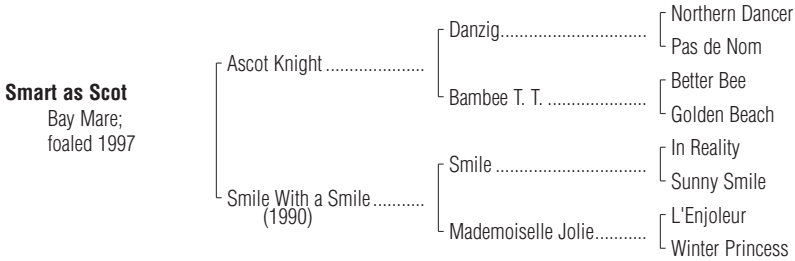 Northern Dancer
Danzig..............................
Pas de Nom
Ascot Knight .....................
Better Bee
Bambee T. T. .....................
Golden Beach
Smart as Scot
Bay Mare;
foaled 1997
In Reality
Smile ................................
Sunny Smile
Smile With a Smile...........
(1990)
L'Enjoleur
Mademoiselle Jolie...........
Winter Princess